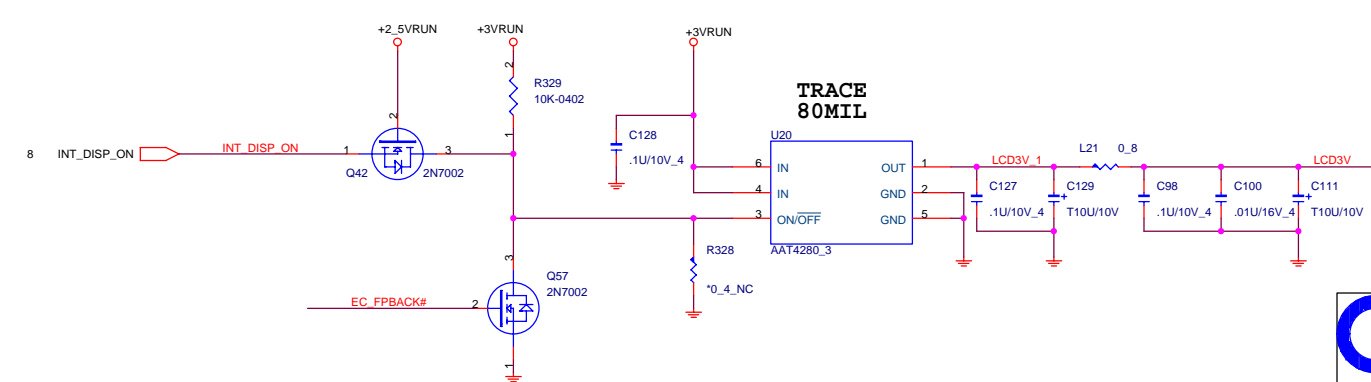 +2_5VRUN
+3VRUN
+3VRUN
2
R329
10K-0402
1
TRACE
80MIL
8
INT_DISP_ON
INT_DISP_ON
1
2
3
Q42
2N7002
C128
.1U/10V_4
U20
6
IN
4
IN
3
ON/OFF
OUT
1
GND
2
GND
5
AAT4280_3
LCD3V_1
L21
0_8
LCD3V
C127
.1U/10V_4
C129
+
T10U/10V
C98
.1U/10V_4
C100
.01U/16V_4
C111
+
T10U/10V
R328
*0_4_NC
3
Q57
2N7002
EC_FPBACK#
2
1